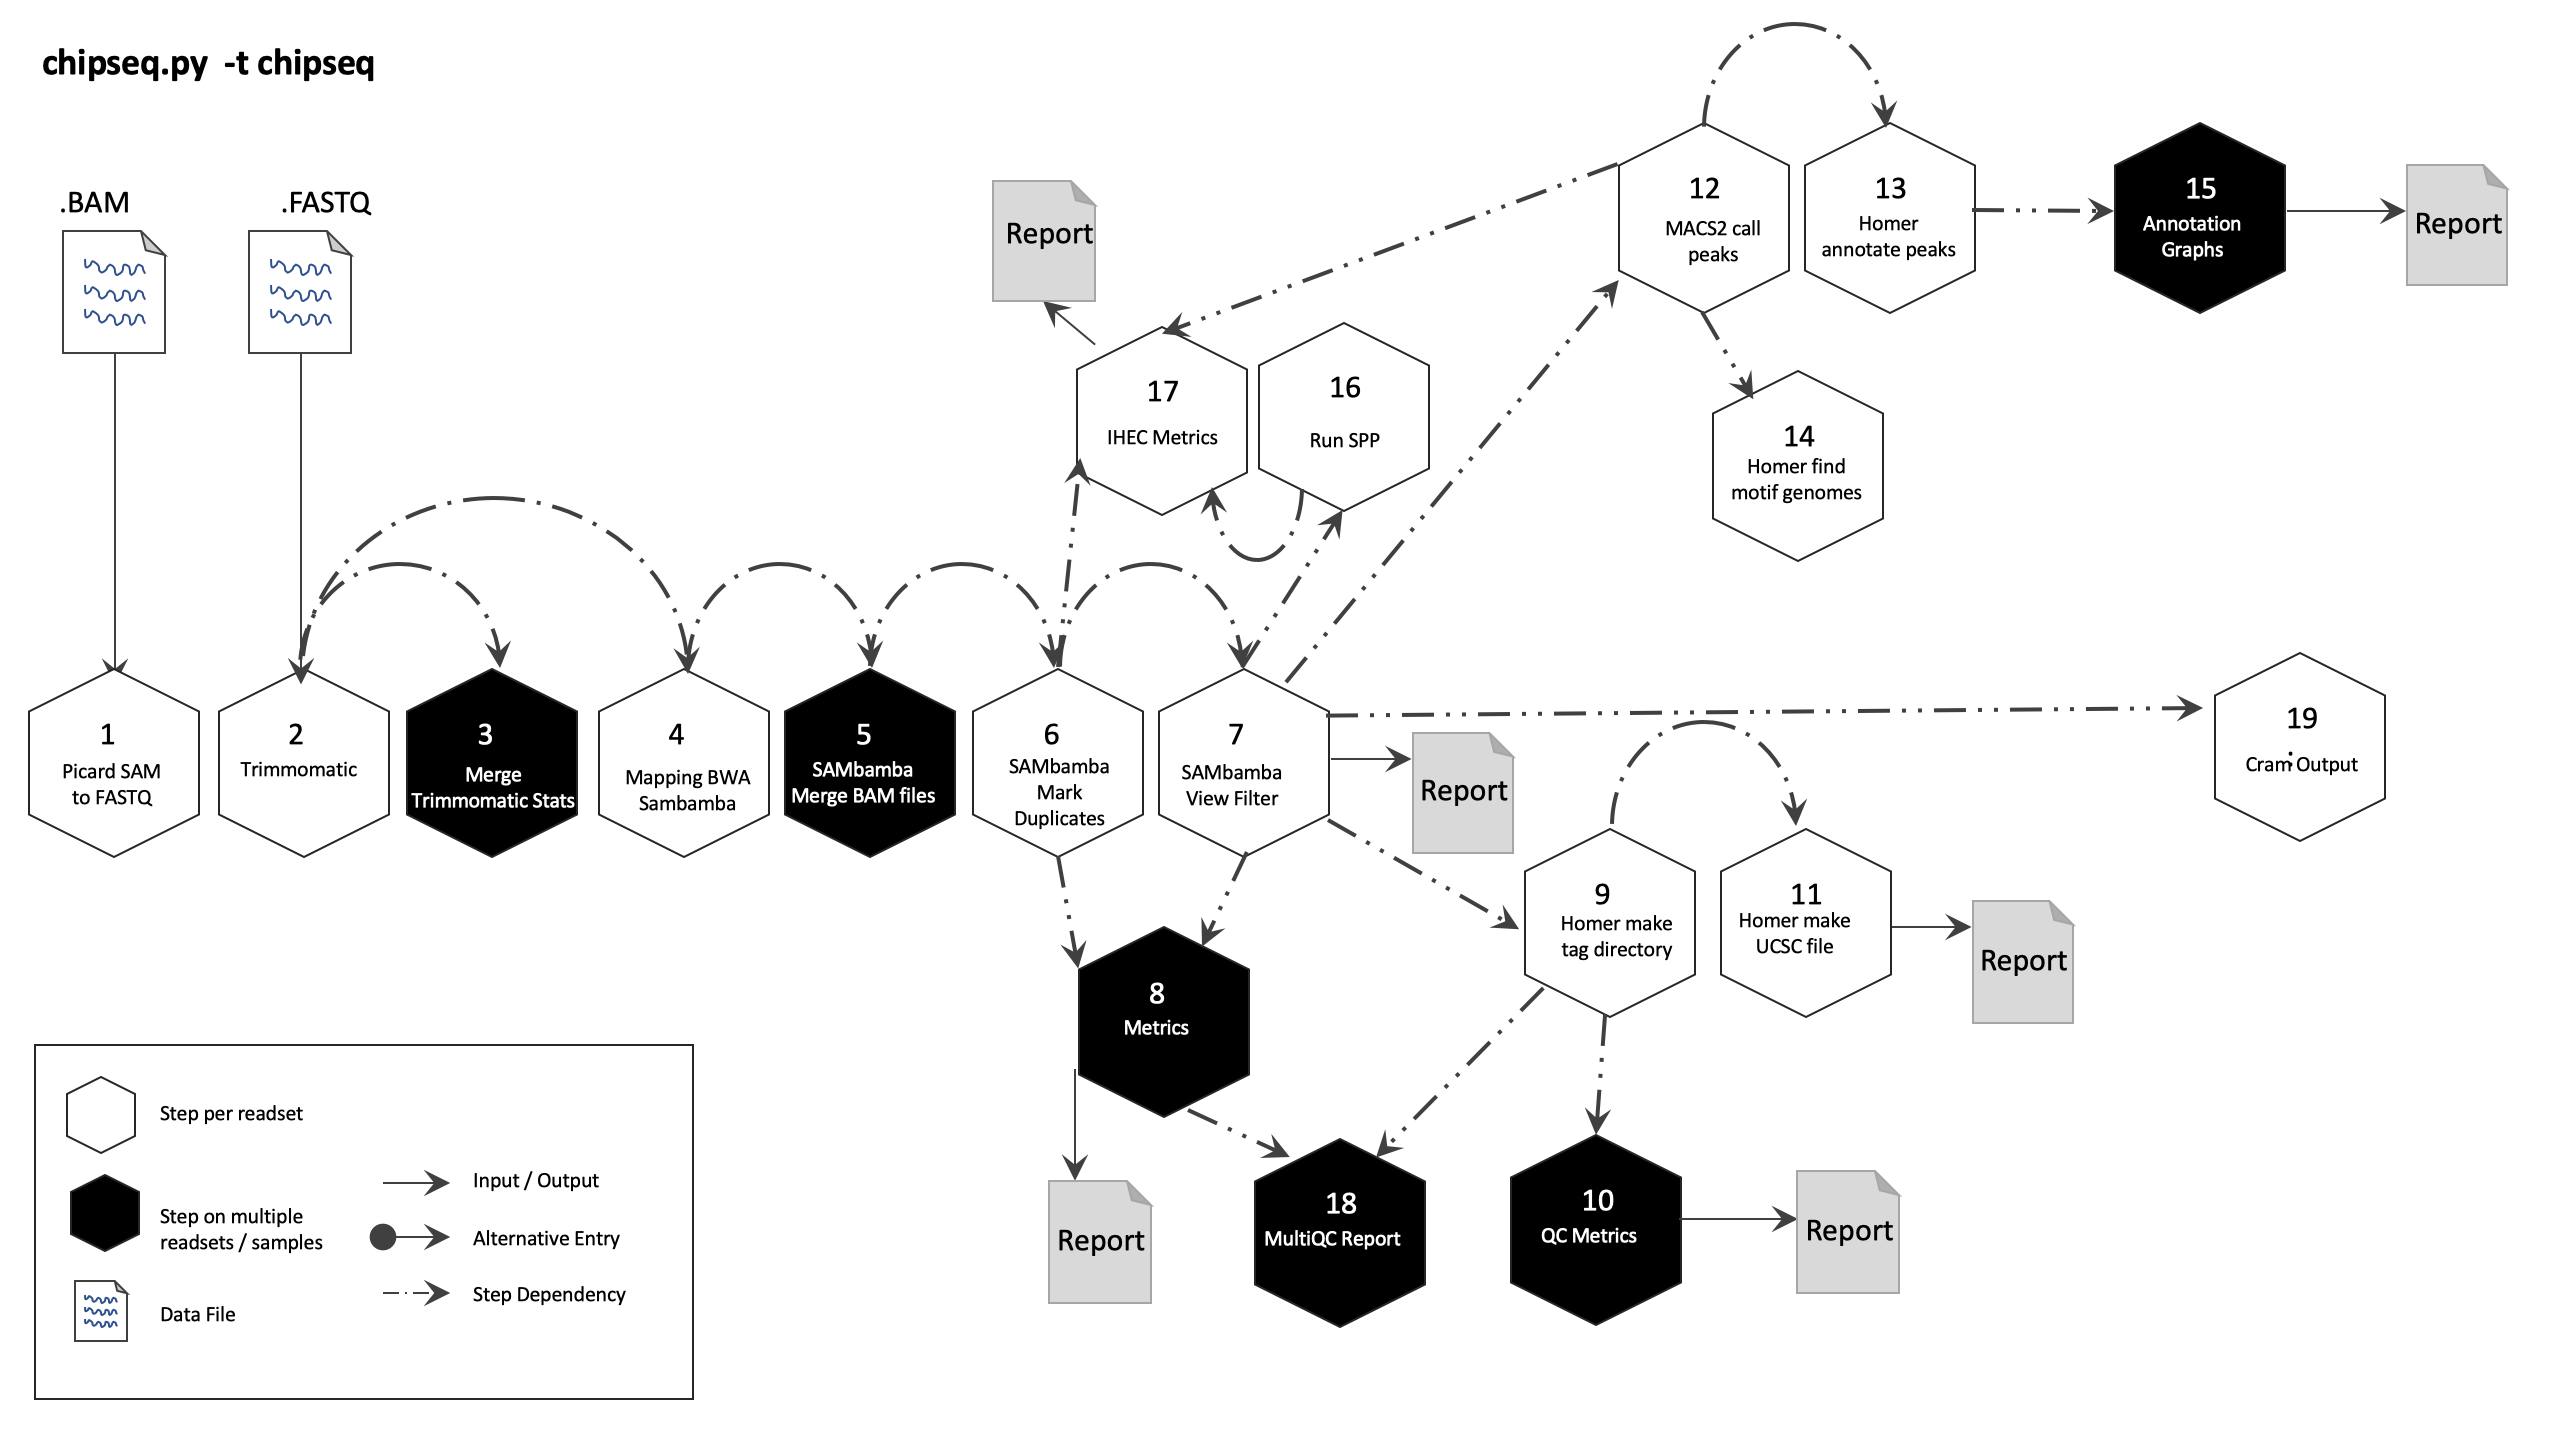 chipseq.py  -t chipseq
.BAM
.FASTQ
Report
12
MACS2 call
peaks
13
Homer
annotate peaks
15
Annotation
Graphs
Report
17
IHEC Metrics
16
Run SPP
14
Homer find
motif genomes
1
Picard SAM
to FASTQ
2
Trimmomatic
3
Merge
Trimmomatic Stats
4
Mapping BWA
Sambamba
5
SAMbamba
Merge BAM files
6
SAMbamba
Mark
Duplicates
7
SAMbamba
View Filter
Report
19
:
Cram Output
9
Homer make
tag directory
11
Homer make
UCSC file
Report
8
Metrics
Report
18
MultiQC Report
10
QC Metrics
Report
Step per readset
Step on multiple
readsets / samples
Data File
Input / Output
Alternative Entry
Step Dependency